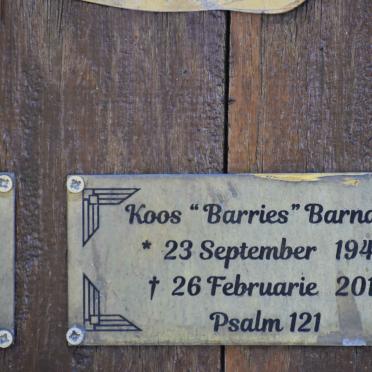 Koos “Barries” Barna
* 23 September 194
† 26 Februarie 201
Psalm 121